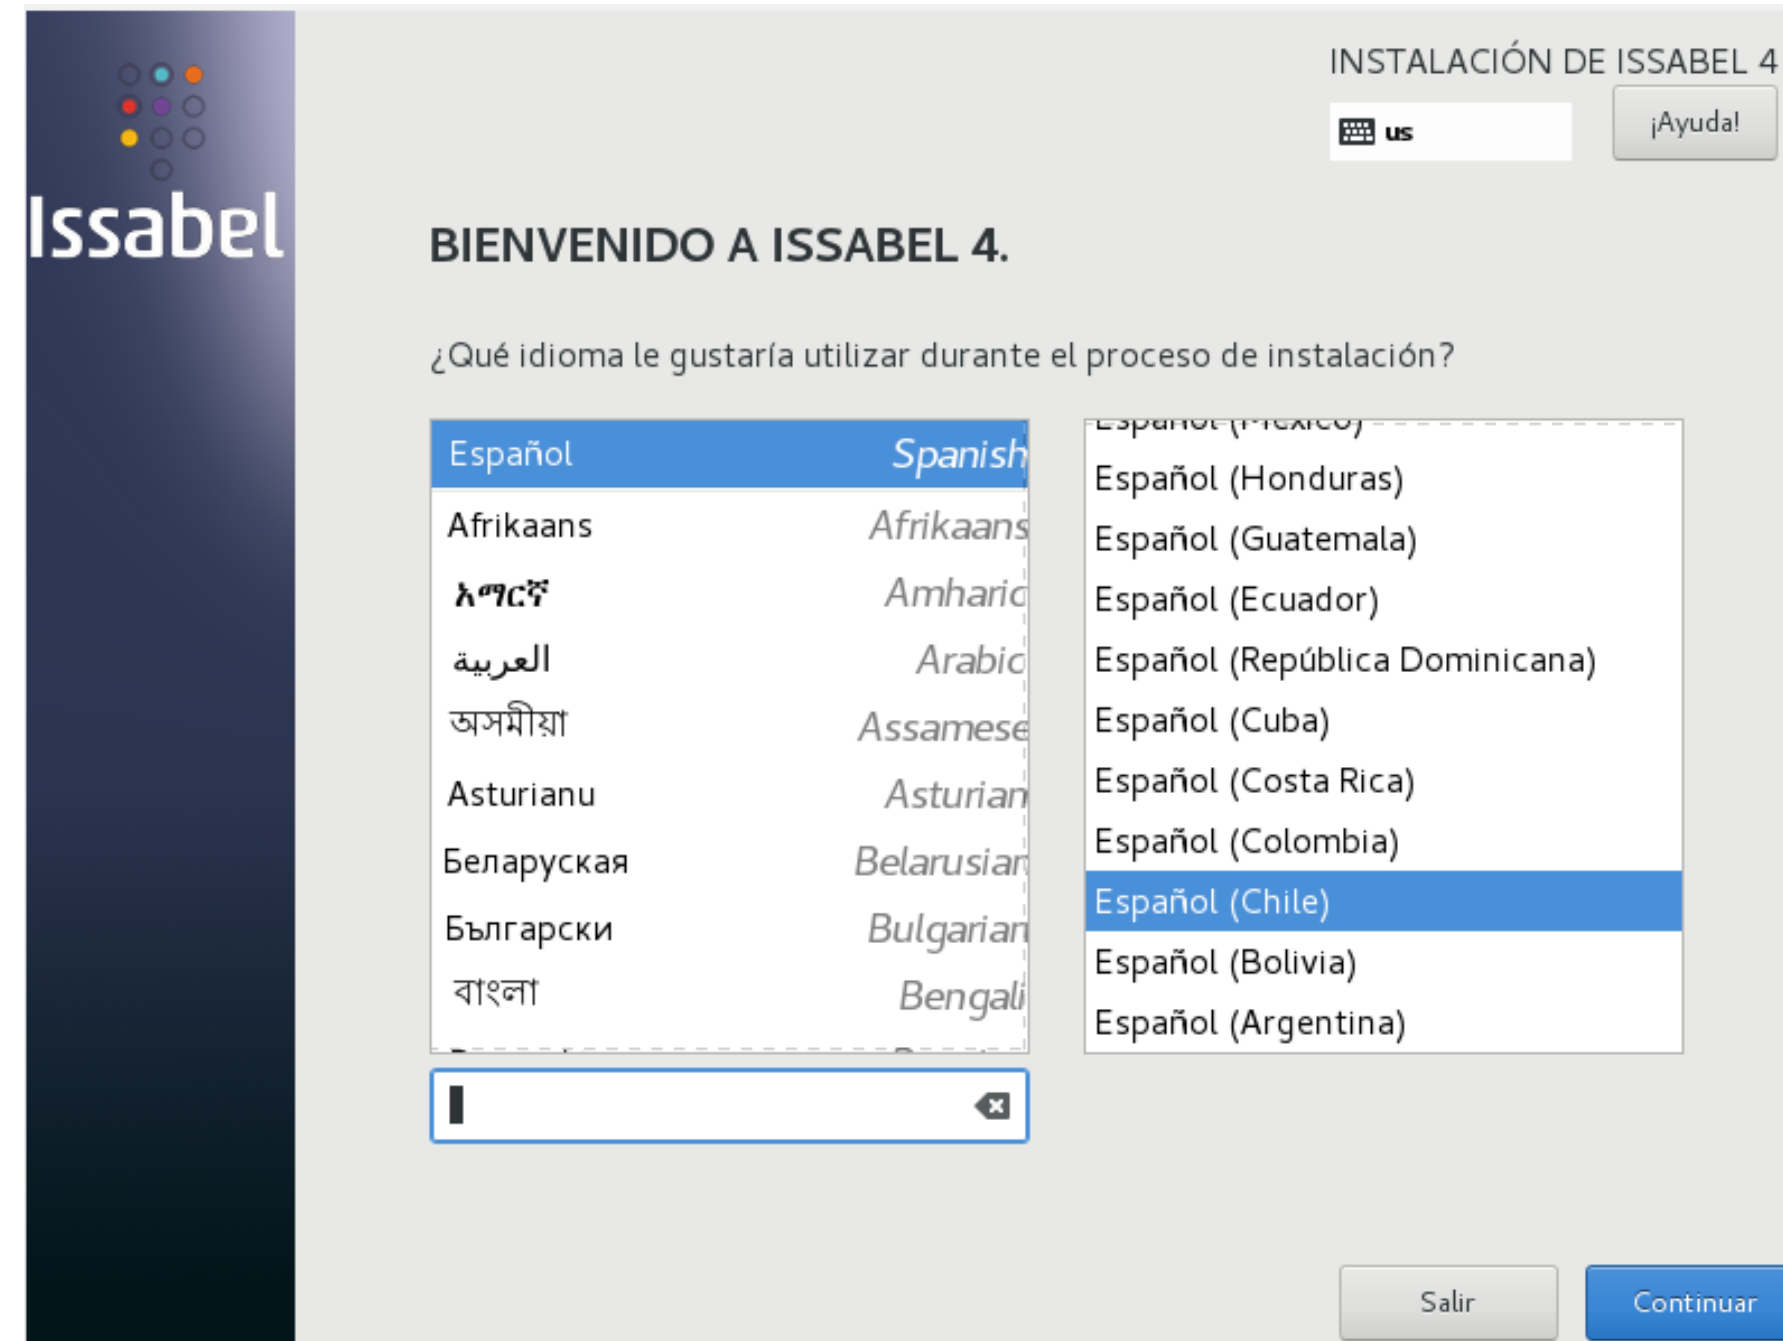 INSTALACIÓN DE ISSABEL 4
us
¡Ayuda!
Issabel
BIENVENIDO A ISSABEL 4.
¿Qué idioma le gustaría utilizar durante el proceso de instalación?
Español Spanish
Afrikaans Afrikaans
አማርኛ Amharic
العربية Arabic
অসমীয়া Assamese
Asturianu Asturian
Беларуская Belarusian
Български Bulgarian
বাংলা Bengali
Español (México)
Español (Honduras)
Español (Guatemala)
Español (Ecuador)
Español (República Dominicana)
Español (Cuba)
Español (Costa Rica)
Español (Colombia)
Español (Chile)
Español (Bolivia)
Español (Argentina)
Salir
Continuar